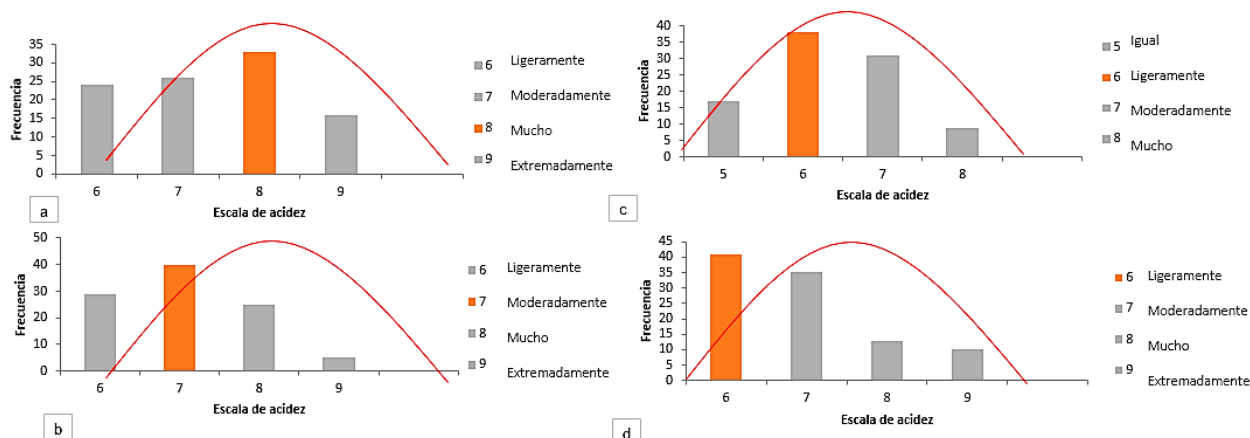 35
30
25
20
15
10
5
0
Frecuencia
6 7 8 9
Escala de acidez
6 Ligeramente
7 Moderadamente
8 Mucho
9 Extremadamente
a
40
35
30
25
20
15
10
5
0
Frecuencia
5 6 7 8
Escala de acidez
5 Igual
6 Ligeramente
7 Moderadamente
8 Mucho
c
50
40
30
20
10
0
Frecuencia
6 7 8 9
Escala de acidez
6 Ligeramente
7 Moderadamente
8 Mucho
9 Extremadamente
b
45
40
35
30
25
20
15
10
5
0
Frecuencia
6 7 8 9
Escala de acidez
6 Ligeramente
7 Moderadamente
8 Mucho
9 Extremadamente
d